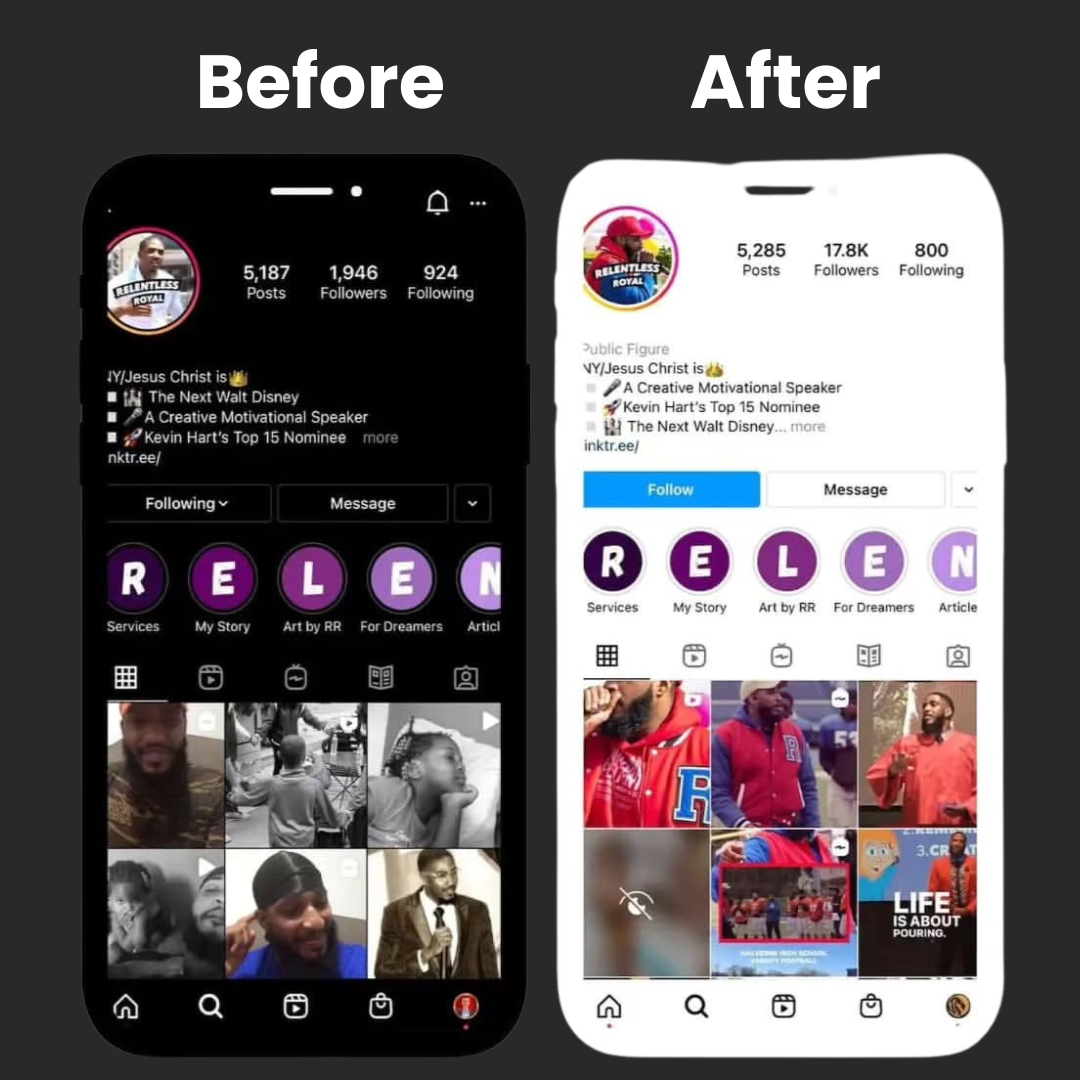 Before
After
RELENTLESS
ROYAL
5,187
1,946
924
Posts
Followers
Following
NY/Jesus Christ is👑
◾ 🏰 The Next Walt Disney
◾ 🎤A Creative Motivational Speaker
◾ 🚀Kevin Hart's Top 15 Nominee more
nktr.ee/
Following
Message
R
E
L
E
N
Services
My Story
Art by RR
For Dreamers
Articl
RELENTLESS
ROYAL
5,285
17.8K
800
Posts
Followers
Following
Public Figure
NY/Jesus Christ is👑
◽ 🎤A Creative Motivational Speaker
◽ 🚀Kevin Hart's Top 15 Nominee
◽ 🏰 The Next Walt Disney... more
inktr.ee/
Follow
Message
R
E
L
E
N
Services
My Story
Art by RR
For Dreamers
Article
R
R
53
3.CREAT
LIFE
IS ABOUT
POURING.